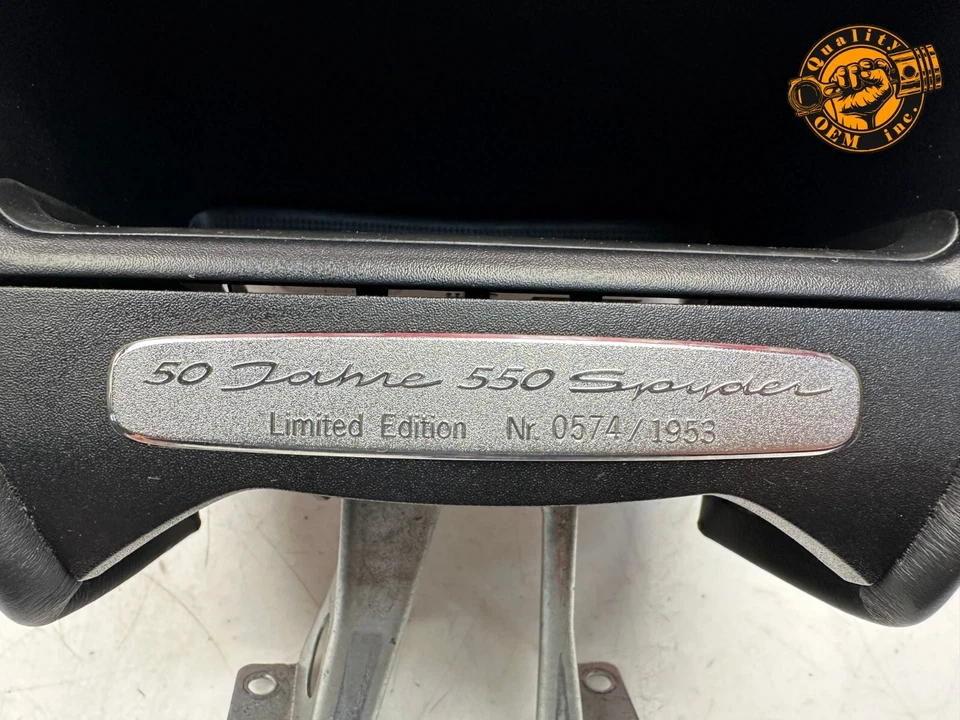 Quality
OEM inc.
50 Jahre 550 Spyder
Limited Edition Nr. 0574/1953